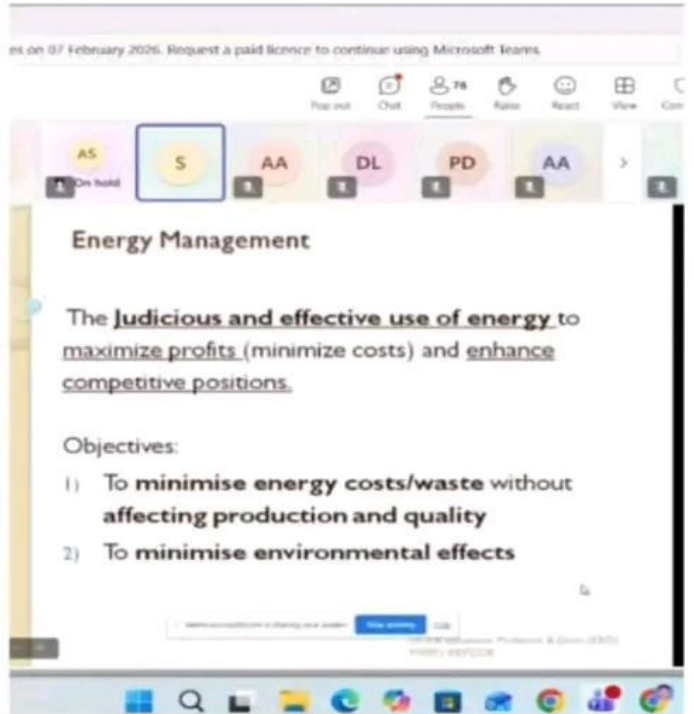 es on 07 February 2026. Request a paid licence to continue using Microsoft Teams.
76
Pop out Chat People Raise React View
AS S AA DL PD AA
On hold
Energy Management
The Judicious and effective use of energy to
maximize profits (minimize costs) and enhance
competitive positions.
Objectives:
1) To minimise energy costs/waste without
affecting production and quality
2) To minimise environmental effects